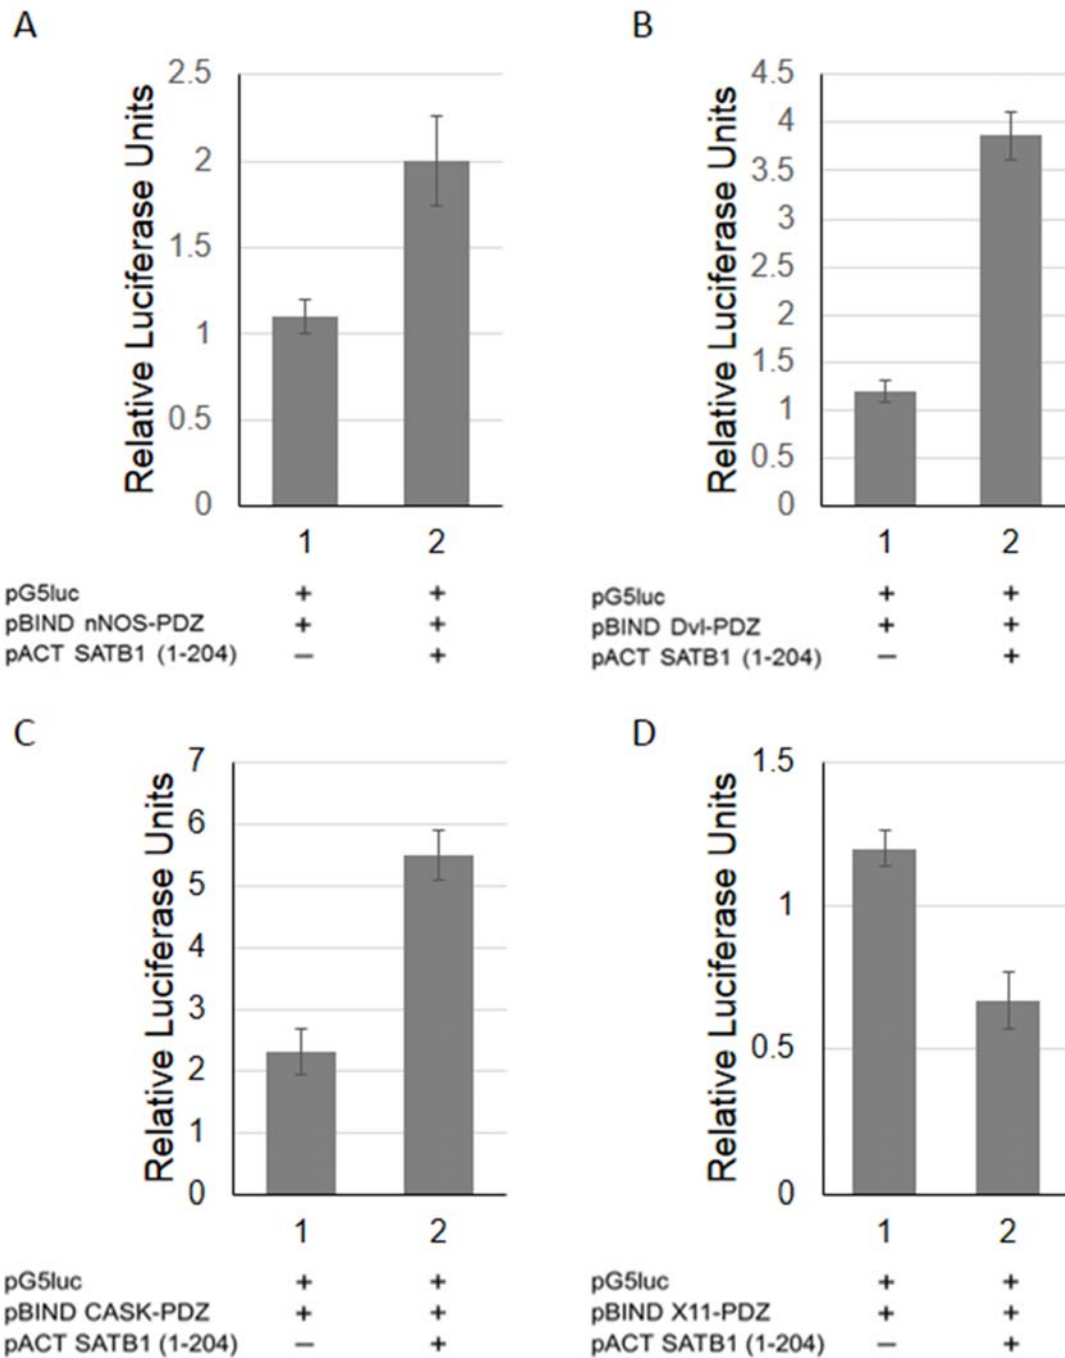 A
Relative Luciferase Units
2.5
2
1.5
1
0.5
0
1 2
pG5luc + +
pBIND nNOS-PDZ + +
pACT SATB1 (1-204) − +
B
Relative Luciferase Units
4.5
4
3.5
3
2.5
2
1.5
1
0.5
0
1 2
pG5luc + +
pBIND Dvl-PDZ + +
pACT SATB1 (1-204) − +
C
Relative Luciferase Units
7
6
5
4
3
2
1
0
1 2
pG5luc + +
pBIND CASK-PDZ + +
pACT SATB1 (1-204) − +
D
Relative Luciferase Units
1.5
1
0.5
0
1 2
pG5luc + +
pBIND X11-PDZ + +
pACT SATB1 (1-204) − +